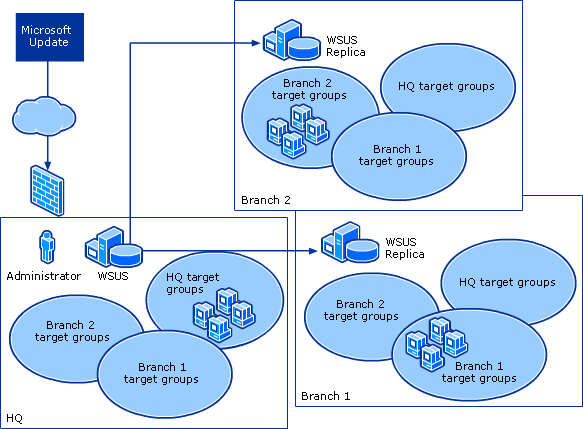 Microsoft
Update
WSUS
Replica
Branch 2
target groups
HQ target groups
Branch 1
target groups
Branch 2
WSUS
Replica
HQ target groups
Branch 2
target groups
Branch 1
target groups
Branch 1
Administrator
WSUS
HQ target
groups
Branch 2
target groups
Branch 1
target groups
HQ